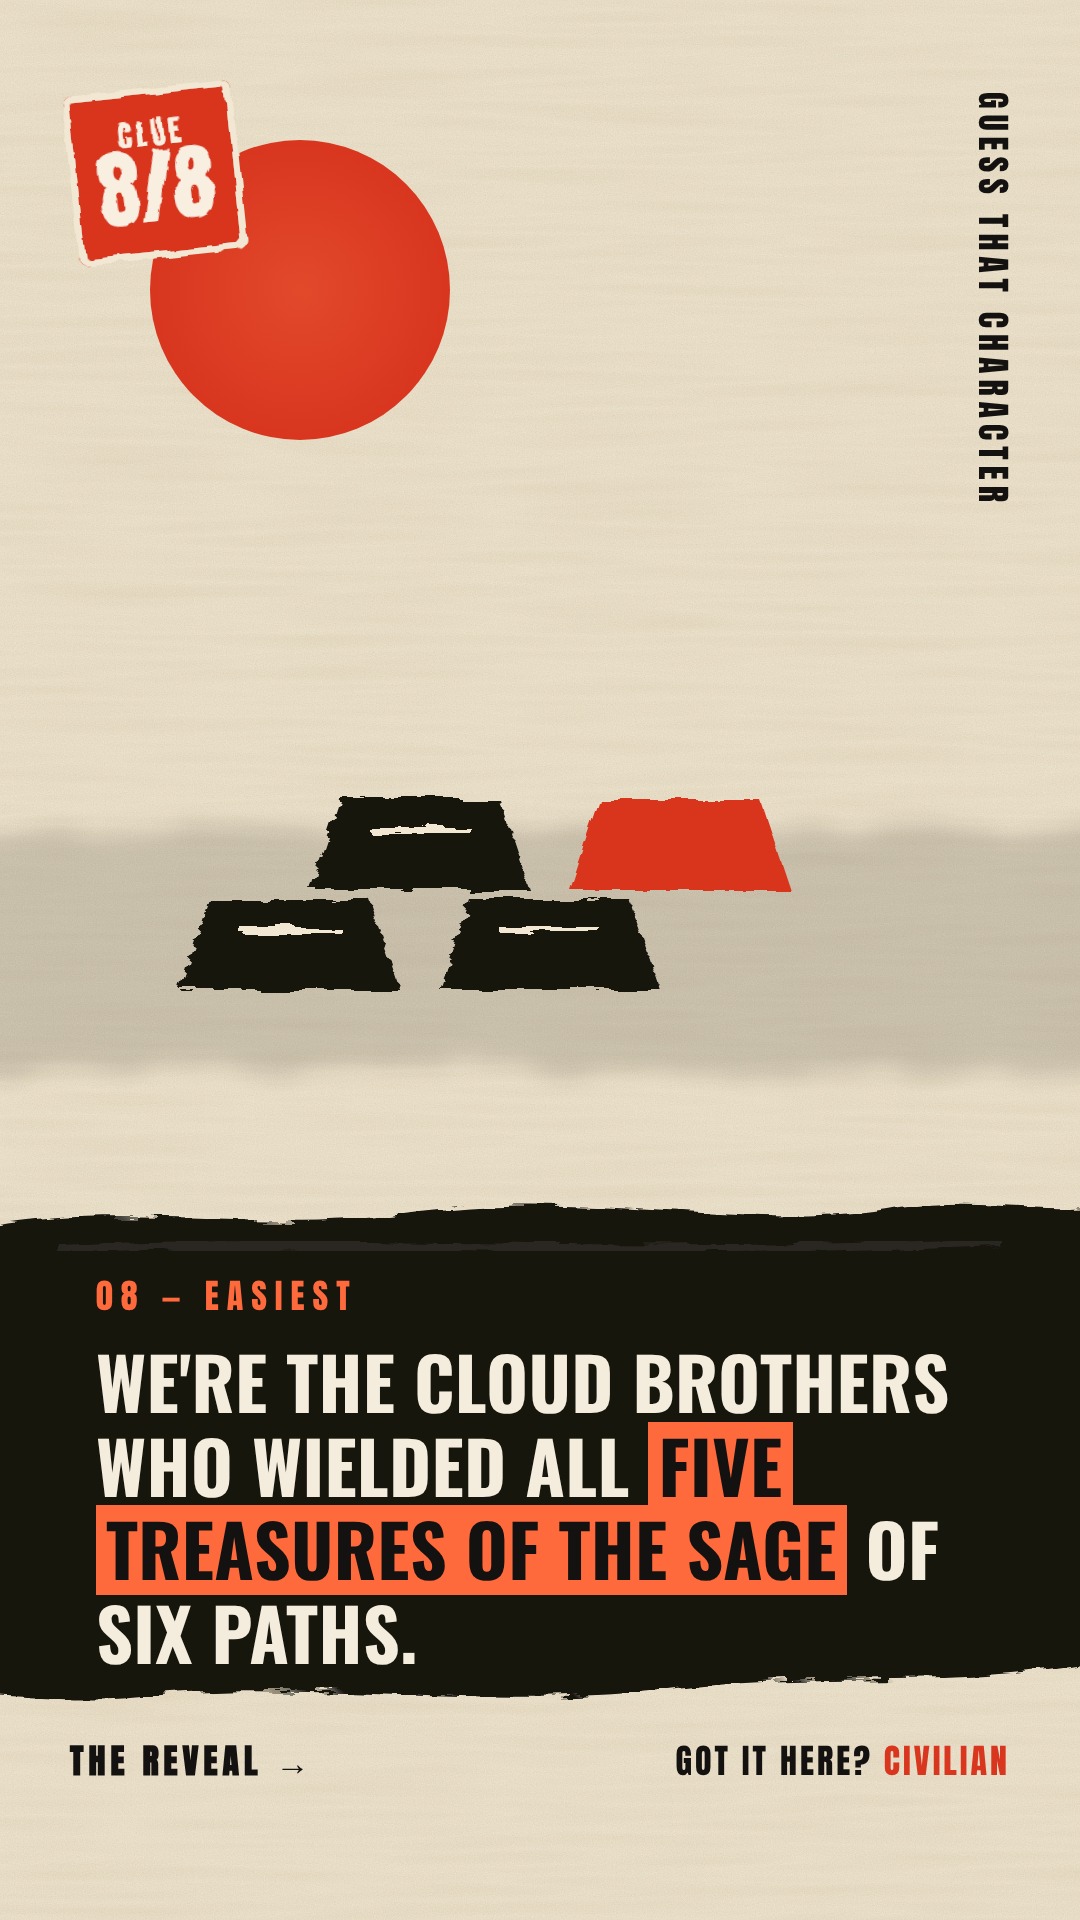 CLUE
8/8
GUESS THAT CHARACTER
08 – EASIEST
WE'RE THE CLOUD BROTHERS
WHO WIELDED ALL FIVE
TREASURES OF THE SAGE OF
SIX PATHS.
THE REVEAL →
GOT IT HERE? CIVILIAN